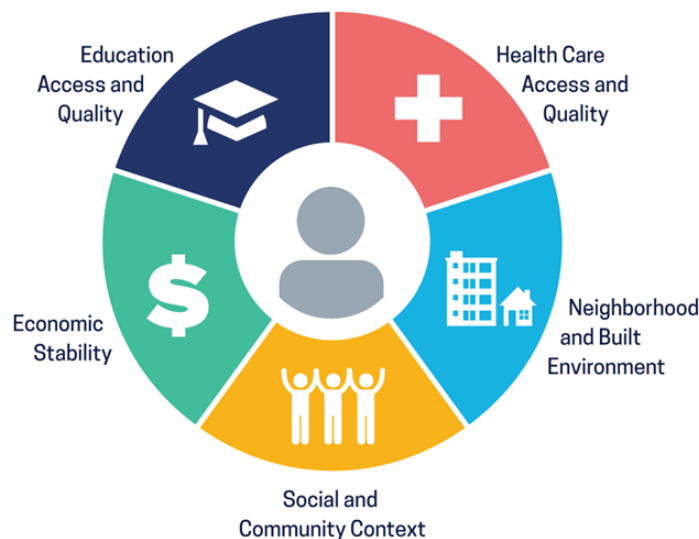 Education
Access and
Quality
Health Care
Access and
Quality
Economic
Stability
$
Neighborhood
and Built
Environment
Social and
Community Context